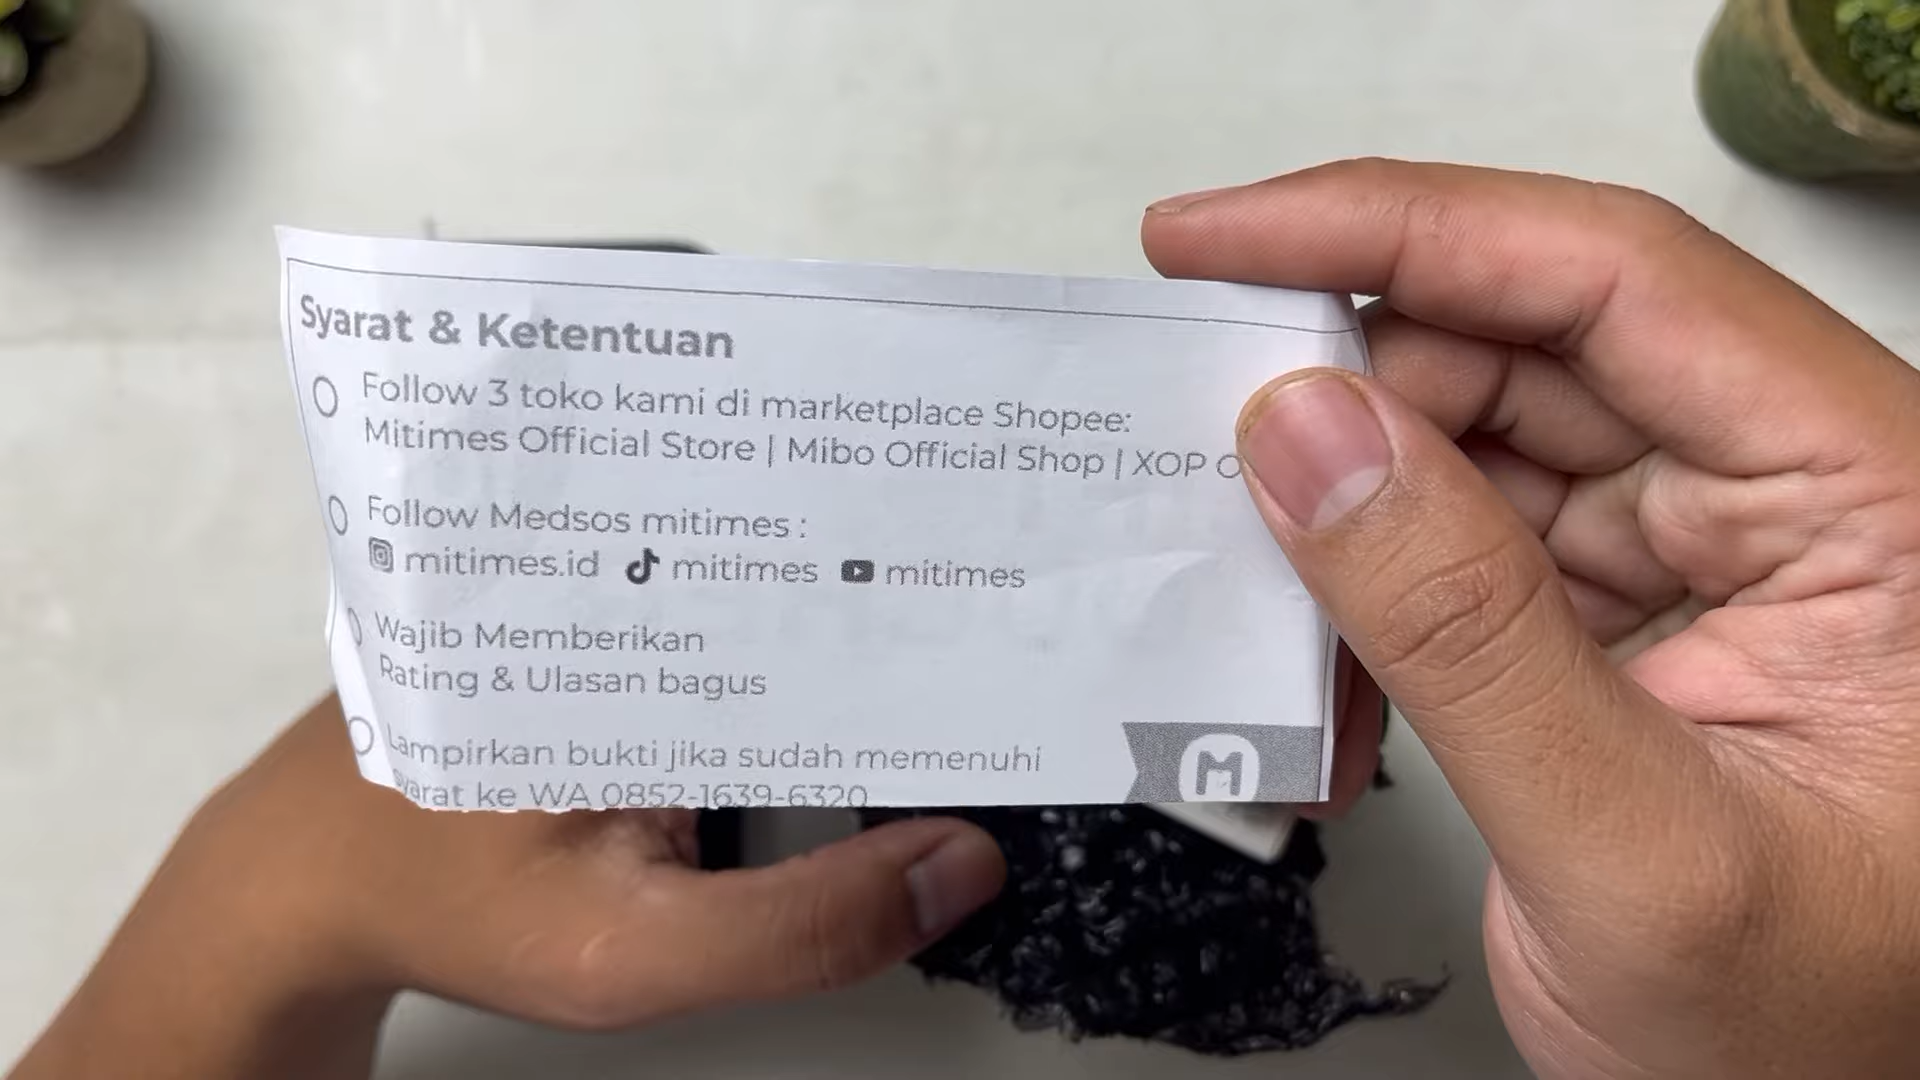 Syarat & Ketentuan
Follow 3 toko kami di marketplace Shopee:
Mitimes Official Store | Mibo Official Shop | XOP
Follow Medsos mitimes :
mitimes.id mitimes mitimes
Wajib Memberikan
Rating & Ulasan bagus
Lampirkan bukti jika sudah memenuhi
syarat ke WA 0852-1639-6320
M